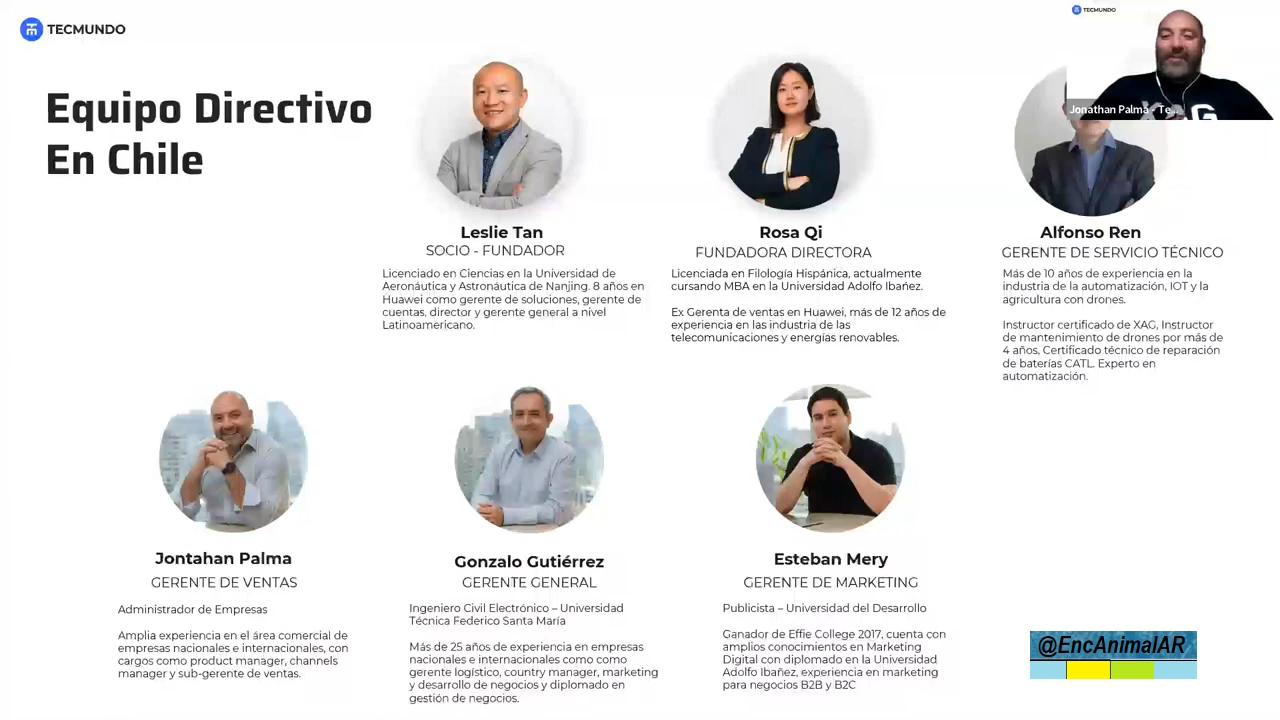 TECMUNDO
TECMUNDO
Equipo Directivo
En Chile
Jonathan Palma - Te...
Leslie Tan
SOCIO - FUNDADOR
Licenciado en Ciencias en la Universidad de
Aeronáutica y Astronáutica de Nanjing. 8 años en
Huawei como gerente de soluciones, gerente de
cuentas, director y gerente general a nivel
Latinoamericano.
Rosa Qi
FUNDADORA DIRECTORA
Licenciada en Filología Hispánica, actualmente
cursando MBA en la Universidad Adolfo Ibañez.
Ex Gerenta de ventas en Huawei, más de 12 años de
experiencia en las industria de las
telecomunicaciones y energías renovables.
Alfonso Ren
GERENTE DE SERVICIO TÉCNICO
Más de 10 años de experiencia en la
industria de la automatización, IOT y la
agricultura con drones.
Instructor certificado de XAG, Instructor
de mantenimiento de drones por más de
4 años, Certificado técnico de reparación
de baterías CATL. Experto en
automatización.
Jontahan Palma
GERENTE DE VENTAS
Administrador de Empresas
Amplia experiencia en el área comercial de
empresas nacionales e internacionales, con
cargos como product manager, channels
manager y sub-gerente de ventas.
Gonzalo Gutiérrez
GERENTE GENERAL
Ingeniero Civil Electrónico – Universidad
Técnica Federico Santa María
Más de 25 años de experiencia en empresas
nacionales e internacionales como como
gerente logístico, country manager, marketing
y desarrollo de negocios y diplomado en
gestión de negocios.
Esteban Mery
GERENTE DE MARKETING
Publicista – Universidad del Desarrollo
Ganador de Effie College 2017, cuenta con
amplios conocimientos en Marketing
Digital con diplomado en la Universidad
Adolfo Ibañez, experiencia en marketing
para negocios B2B y B2C
@EncAnimalAR